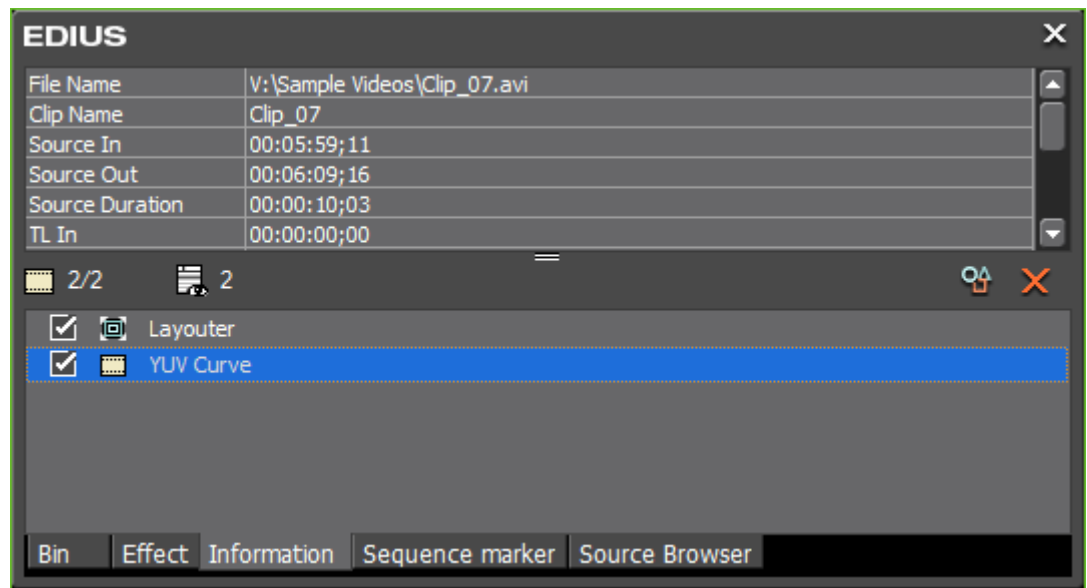 EDIUS
File Name V:\Sample Videos\Clip_07.avi
Clip Name Clip_07
Source In 00:05:59;11
Source Out 00:06:09;16
Source Duration 00:00:10;03
TL In 00:00:00;00
2/2 2
Layouter
YUV Curve
Bin Effect Information Sequence marker Source Browser